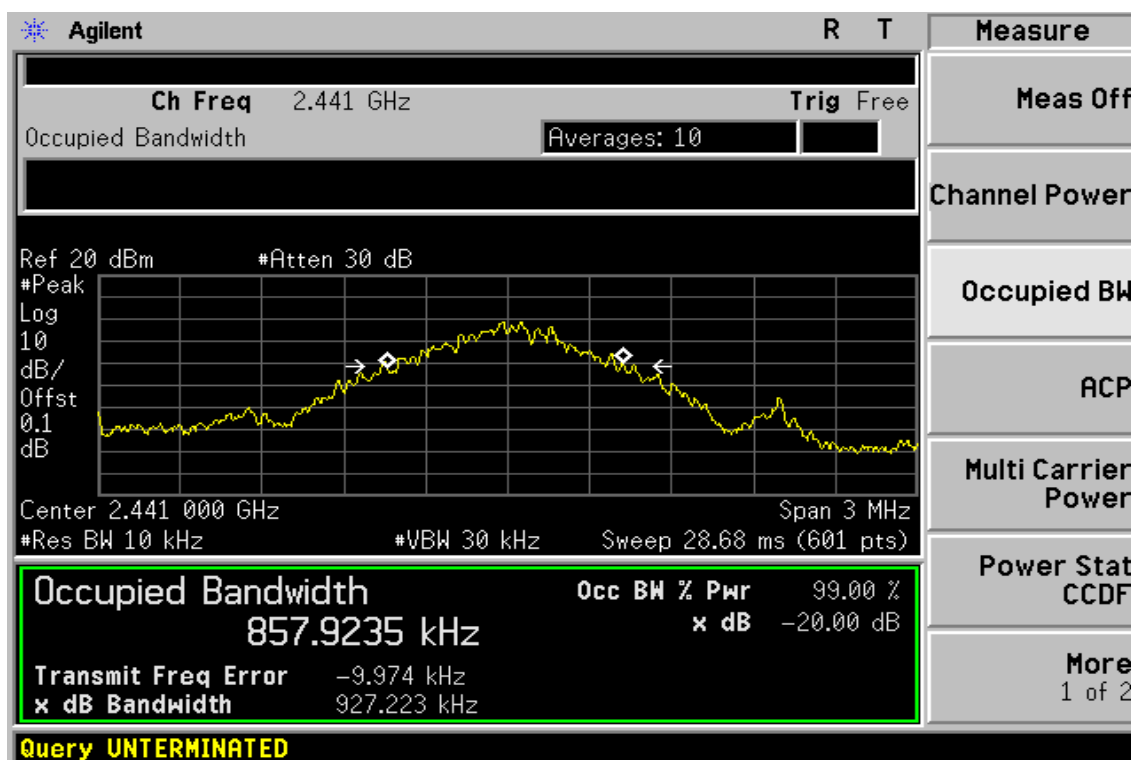 Agilent R T Measure
Ch Freq 2.441 GHz Trig Free
Meas Off
Occupied Bandwidth Averages: 10
Channel Power
Ref 20 dBm #Atten 30 dB
#Peak
Log
10
dB/
Offst
0.1
dB
Occupied BW
ACP
Center 2.441 000 GHz Span 3 MHz
#Res BW 10 kHz #VBW 30 kHz Sweep 28.68 ms (601 pts)
Multi Carrier
Power
Occupied Bandwidth Occ BW % Pwr 99.00 %
857.9235 kHz x dB -20.00 dB
Power Stat
CCDF
Transmit Freq Error -9.974 kHz
x dB Bandwidth 927.223 kHz
More
1 of 2
Query UNTERMINATED